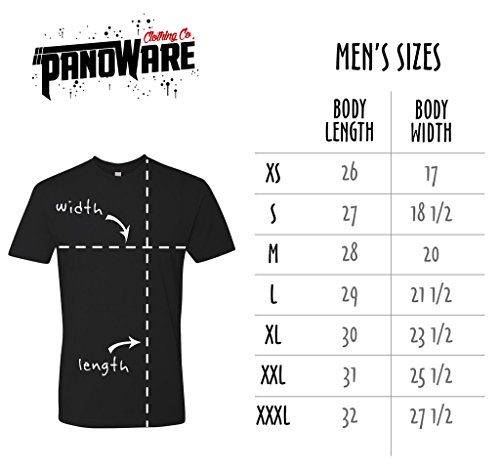 Clothing Co
PANOWARE
MEN'S SIZES
BODY LENGTH BODY WIDTH
XS 26 17
S 27 18 1/2
M 28 20
L 29 21 1/2
XL 30 23 1/2
XXL 31 25 1/2
XXXL 32 27 1/2
width
length